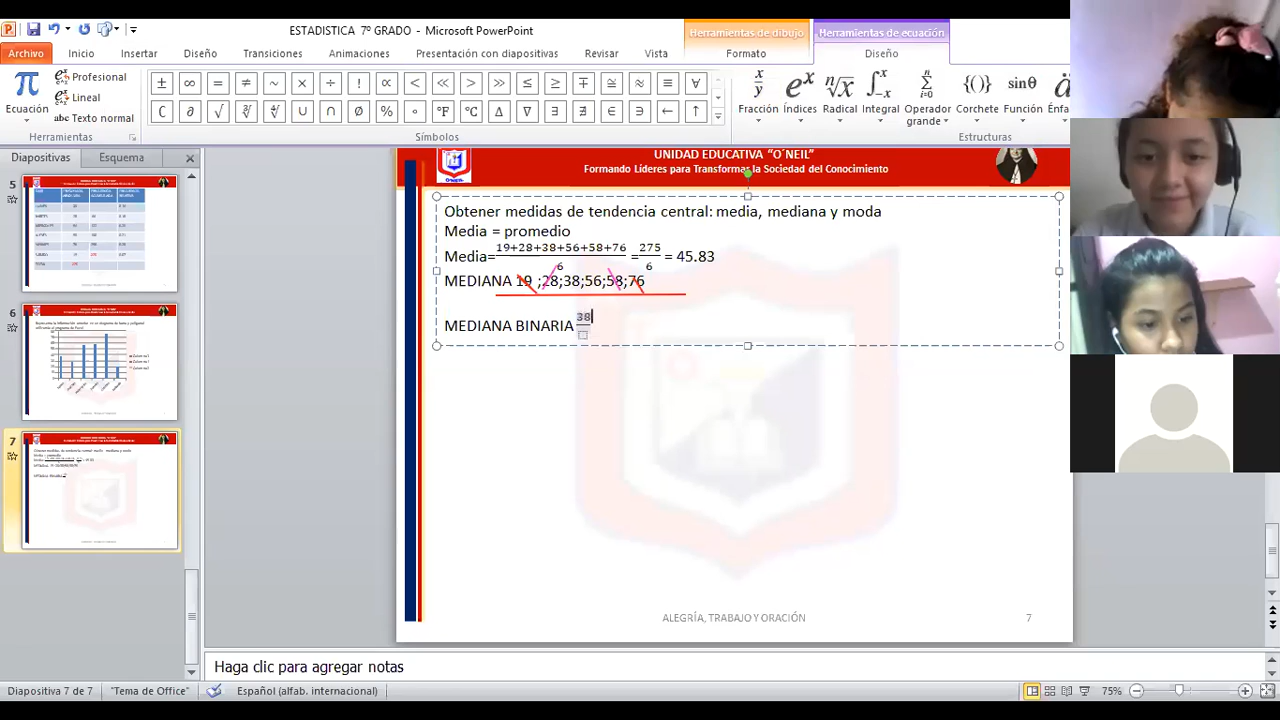 ESTADISTICA 7º GRADO - Microsoft PowerPoint
Herramientas de dibujo
Herramientas de ecuación
Archivo
Inicio
Insertar
Diseño
Transiciones
Animaciones
Presentación con diapositivas
Revisar
Vista
Formato
Diseño
π
Ecuación
Profesional
Lineal
abc Texto normal
Herramientas
± ∞ = ≠ ~ × ÷ ! ∝ < ≪ > ≫ ≤ ≥ ∓ ≅ ≈ ≡ ∀
∁ ∂ √ ∛ ∜ ∪ ∩ ∅ % ° °F °C ∆ ∇ ∃ ∄ ∈ ∋ ← ↑
Símbolos
Fracción
Índices
Radical
Integral
Operador grande
Corchete
Función
Estructuras
Diapositivas
Esquema
5
6
7
UNIDAD EDUCATIVA "O´NEIL"
Formando Líderes para Transformar la Sociedad del Conocimiento
Obtener medidas de tendencia central: media, mediana y moda
Media = promedio
Media= 19+28+38+56+58+76 / 6 = 275 / 6 = 45.83
MEDIANA 19 ;28;38;56;58;76
MEDIANA BINARIA 38
ALEGRÍA, TRABAJO Y ORACIÓN
7
Haga clic para agregar notas
Diapositiva 7 de 7
"Tema de Office"
Español (alfab. internacional)
75%